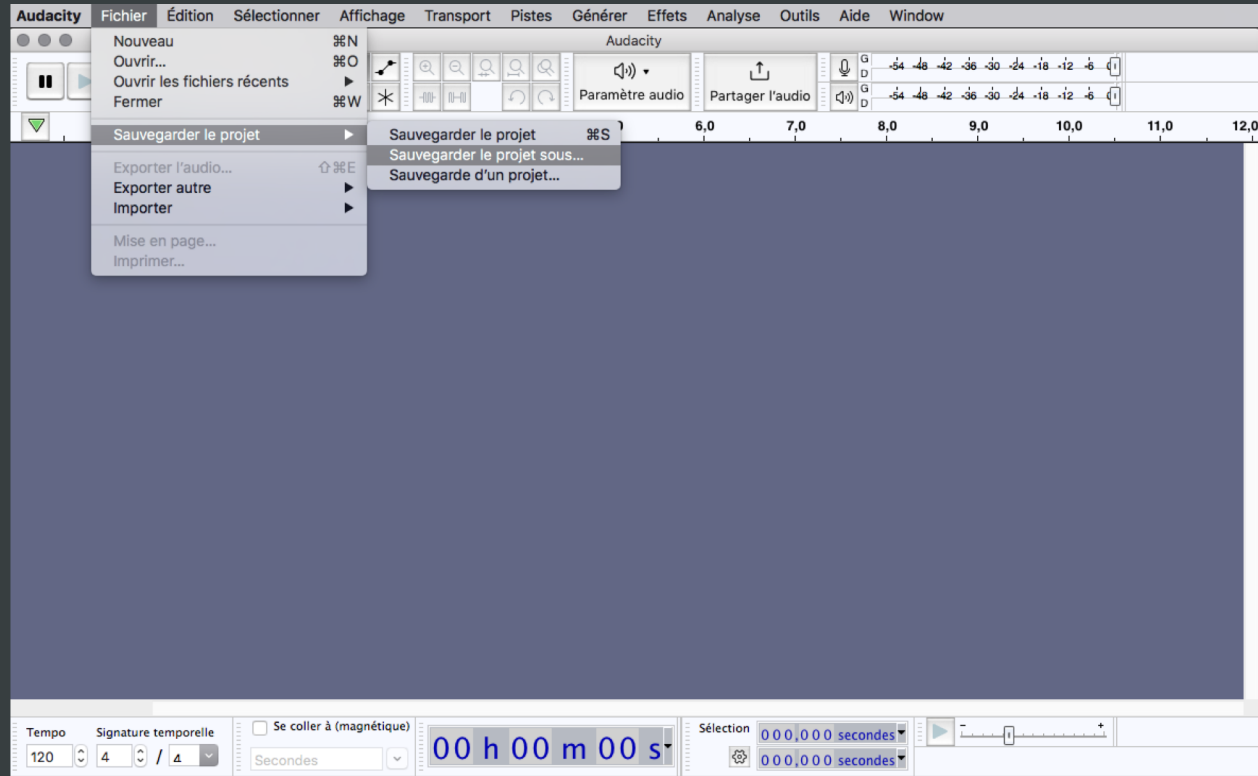 Audacity Fichier Édition Sélectionner Affichage Transport Pistes Générer Effets Analyse Outils Aide Window
Audacity
Nouveau ⌘N
Ouvrir... ⌘O
Ouvrir les fichiers récents
Fermer ⌘W
Sauvegarder le projet
Exporter l'audio... ⇧⌘E
Exporter autre
Importer
Mise en page...
Imprimer...
Sauvegarder le projet ⌘S
Sauvegarder le projet sous...
Sauvegarde d'un projet...
Paramètre audio
Partager l'audio
G
D
-54 -48 -42 -36 -30 -24 -18 -12 -6
G
D
-54 -48 -42 -36 -30 -24 -18 -12 -6
6,0 7,0 8,0 9,0 10,0 11,0 12,0
Tempo
120
Signature temporelle
4 / 4
Se coller à (magnétique)
Secondes
00 h 00 m 00 s
Sélection
000,000 secondes
000,000 secondes
- +